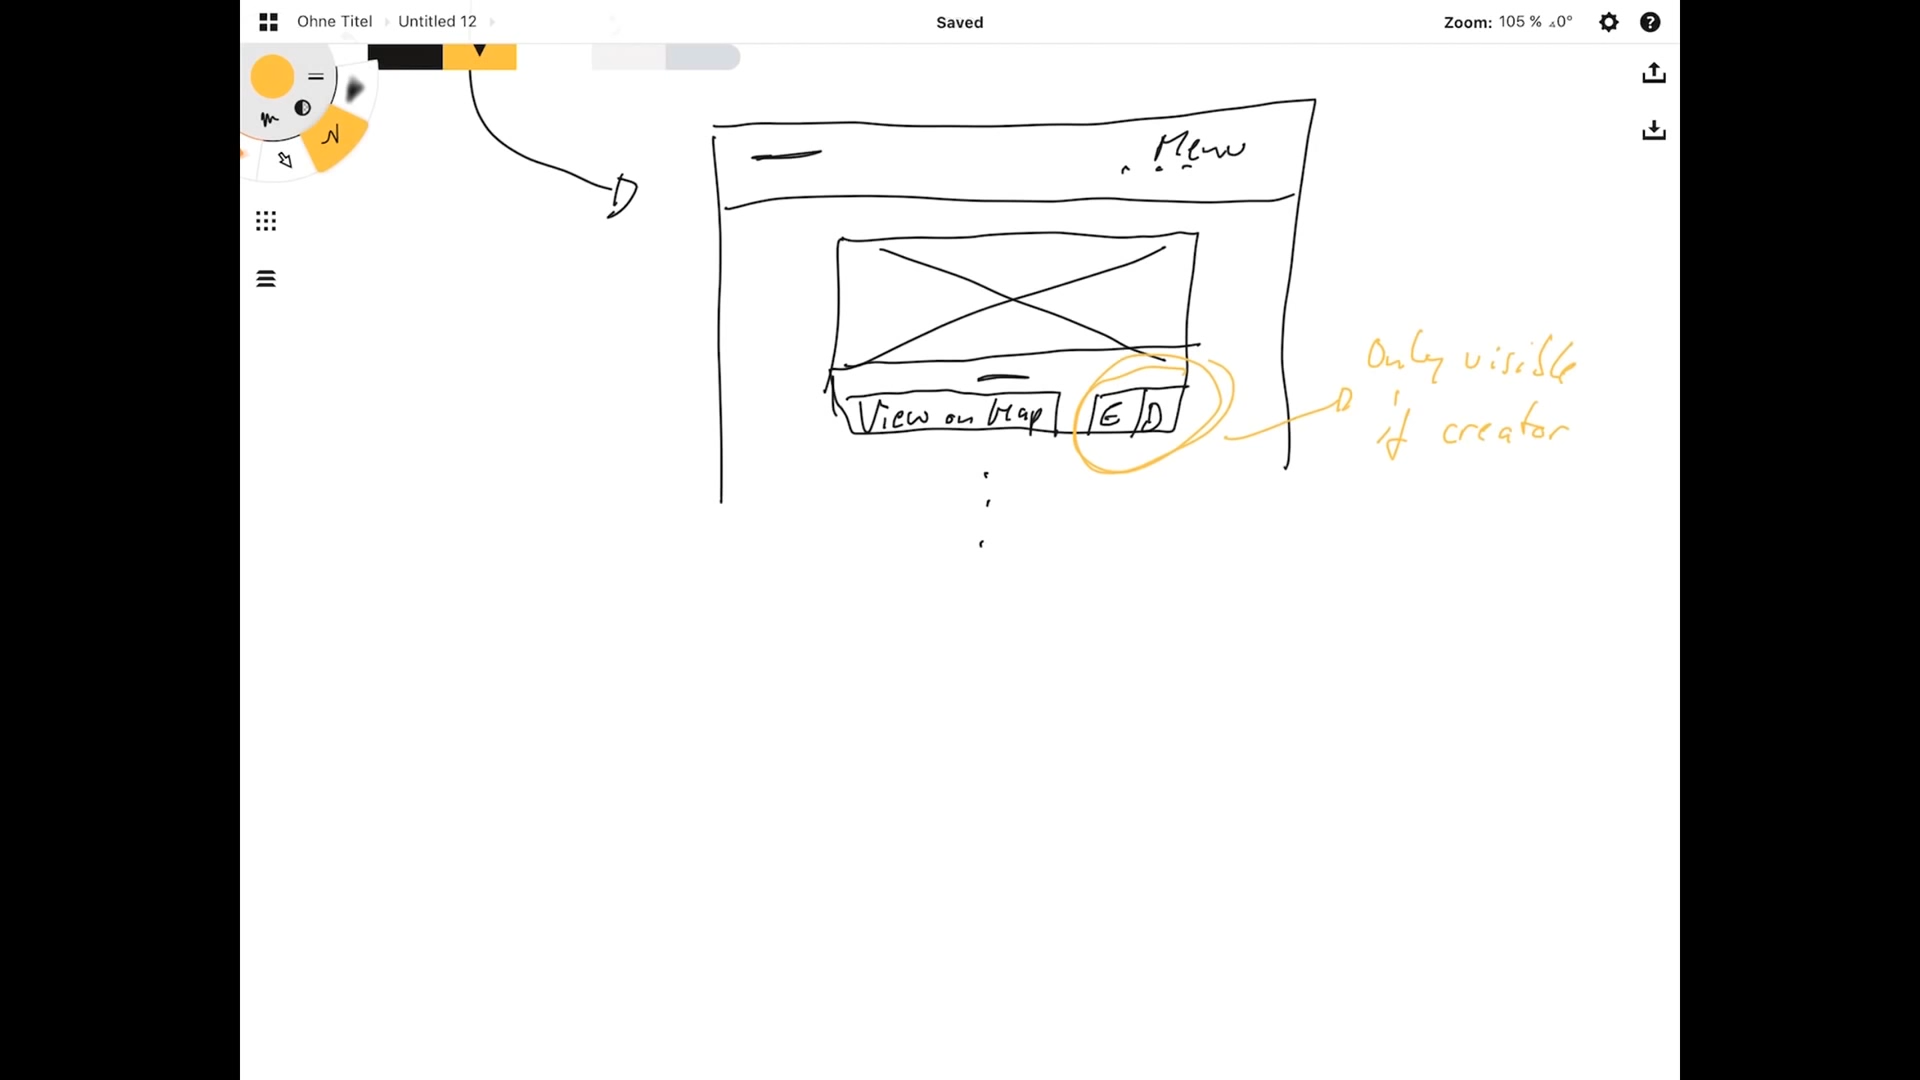 Ohne Titel Untitled 12
Saved
Zoom: 105 % ⊿0°
Menu
View on Map
E D
Only visible
if creator